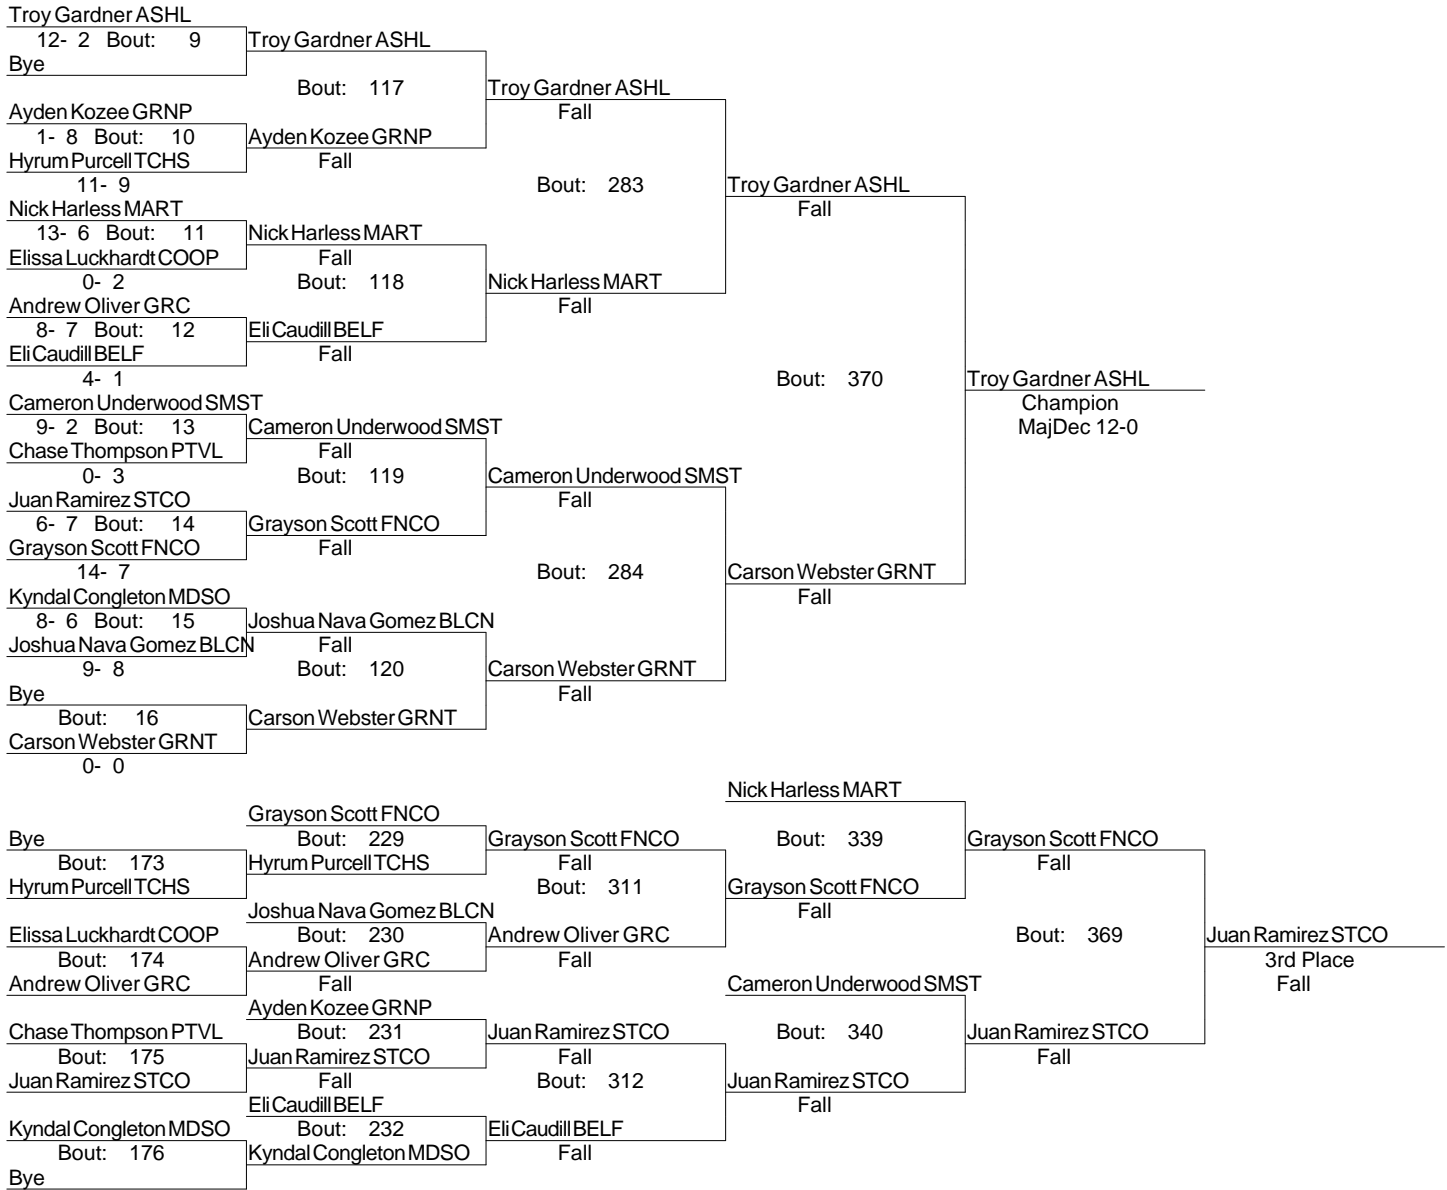 Troy Gardner ASHL
12- 2 Bout: 9 Troy Gardner ASHL
Bye
Bout: 117 Troy Gardner ASHL
Ayden Kozee GRNP Fall
1- 8 Bout: 10 Ayden Kozee GRNP
Hyrum Purcell TCHS Fall
11- 9 Bout: 283 Troy Gardner ASHL
Nick Harless MART Fall
13- 6 Bout: 11 Nick Harless MART
Elissa Luckhardt COOP Fall
0- 2 Bout: 118 Nick Harless MART
Andrew Oliver GRC Fall
8- 7 Bout: 12 Eli Caudill BELF
Eli Caudill BELF Fall
4- 1 Bout: 370 Troy Gardner ASHL
Cameron Underwood SMST Champion
9- 2 Bout: 13 Cameron Underwood SMST MajDec 12-0
Chase Thompson PTVL Fall
0- 3 Bout: 119 Cameron Underwood SMST
Juan Ramirez STCO Fall
6- 7 Bout: 14 Grayson Scott FNCO
Grayson Scott FNCO Fall
14- 7 Bout: 284 Carson Webster GRNT
Kyndal Congleton MDSO Fall
8- 6 Bout: 15 Joshua Nava Gomez BLCN
Joshua Nava Gomez BLCN Fall
9- 8 Bout: 120 Carson Webster GRNT
Bye Fall
Bout: 16 Carson Webster GRNT
Carson Webster GRNT
0- 0
Nick Harless MART
Grayson Scott FNCO
Bye Bout: 229 Grayson Scott FNCO Bout: 339 Grayson Scott FNCO
Bout: 173 Hyrum Purcell TCHS Fall Fall
Hyrum Purcell TCHS Bout: 311 Grayson Scott FNCO
Joshua Nava Gomez BLCN Fall
Elissa Luckhardt COOP Bout: 230 Andrew Oliver GRC Bout: 369 Juan Ramirez STCO
Bout: 174 Andrew Oliver GRC Fall 3rd Place
Andrew Oliver GRC Fall Cameron Underwood SMST Fall
Ayden Kozee GRNP
Chase Thompson PTVL Bout: 231 Juan Ramirez STCO Bout: 340 Juan Ramirez STCO
Bout: 175 Juan Ramirez STCO Fall Fall
Juan Ramirez STCO Fall Bout: 312 Juan Ramirez STCO
Eli Caudill BELF Fall
Kyndal Congleton MDSO Bout: 232 Eli Caudill BELF
Bout: 176 Kyndal Congleton MDSO Fall
Bye